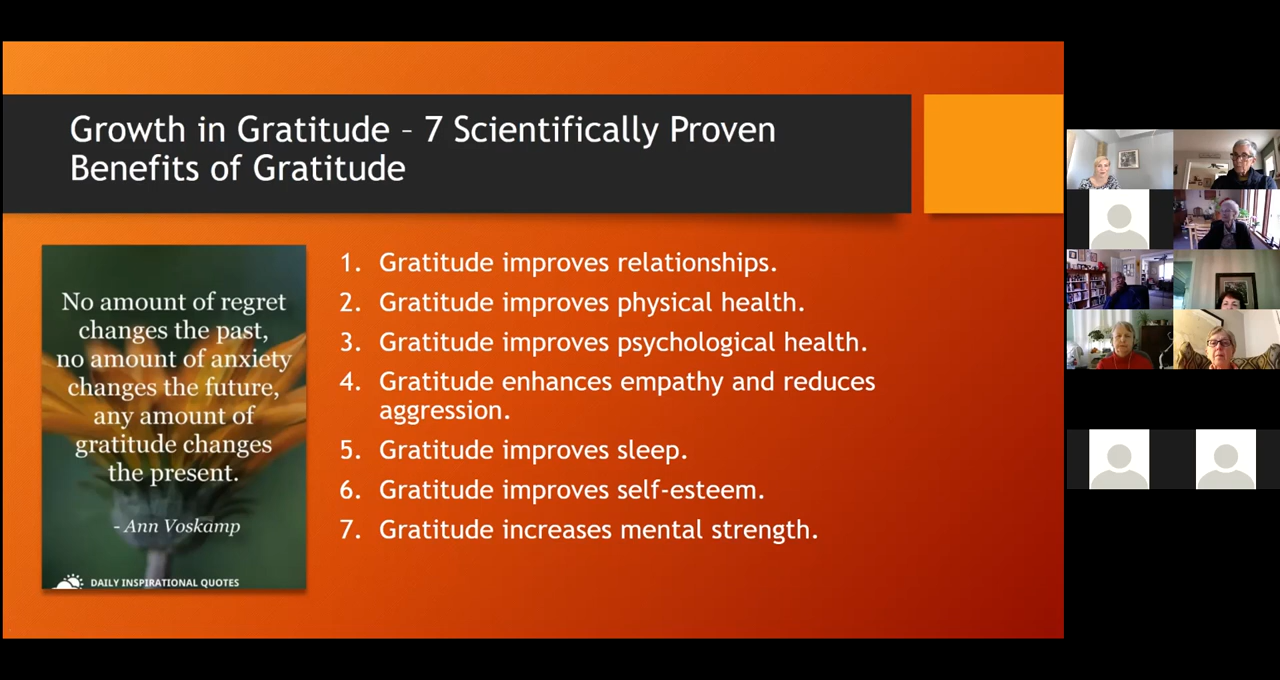 Growth in Gratitude – 7 Scientifically Proven
Benefits of Gratitude
No amount of regret
changes the past,
no amount of anxiety
changes the future,
any amount of
gratitude changes
the present.
- Ann Voskamp
DAILY INSPIRATIONAL QUOTES
1. Gratitude improves relationships.
2. Gratitude improves physical health.
3. Gratitude improves psychological health.
4. Gratitude enhances empathy and reduces
aggression.
5. Gratitude improves sleep.
6. Gratitude improves self-esteem.
7. Gratitude increases mental strength.